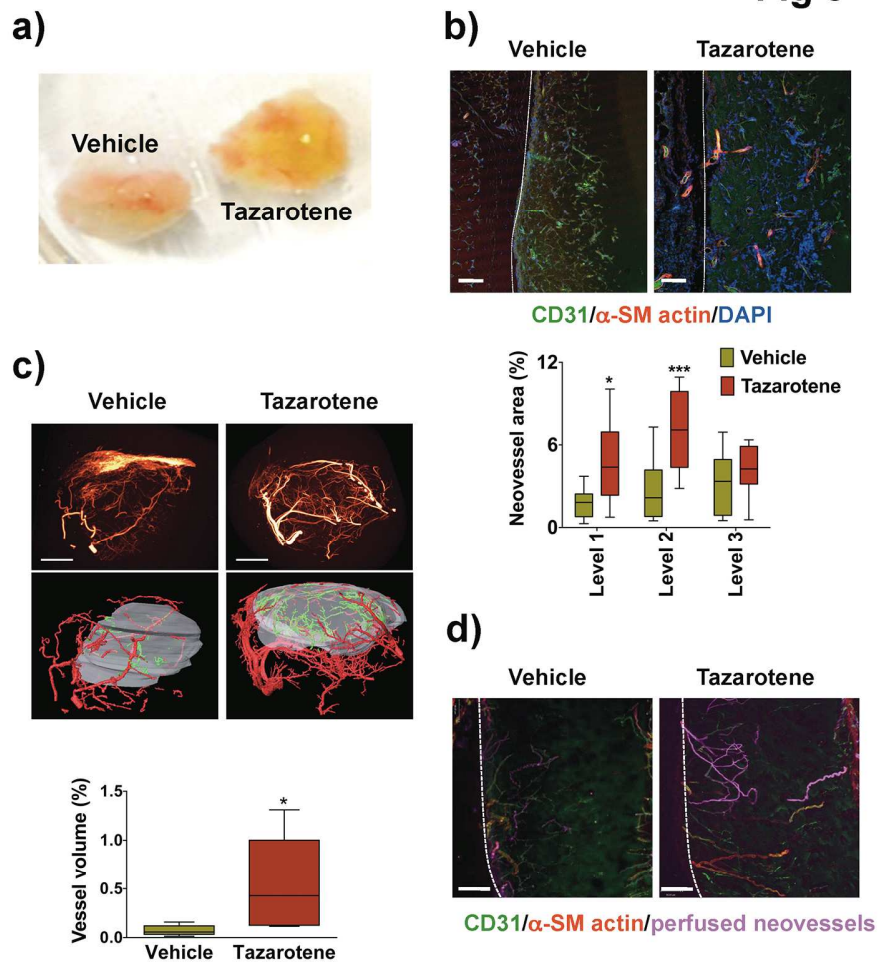 a)
Vehicle
Tazarotene
b)
Vehicle Tazarotene
CD31/α-SM actin/DAPI
Neovessel area (%)
12
6
0
Vehicle
Tazarotene
*
***
Level 1
Level 2
Level 3
c)
Vehicle Tazarotene
Vessel volume (%)
1.5
1.0
0.5
0.0
*
Vehicle Tazarotene
d)
Vehicle Tazarotene
CD31/α-SM actin/perfused neovessels